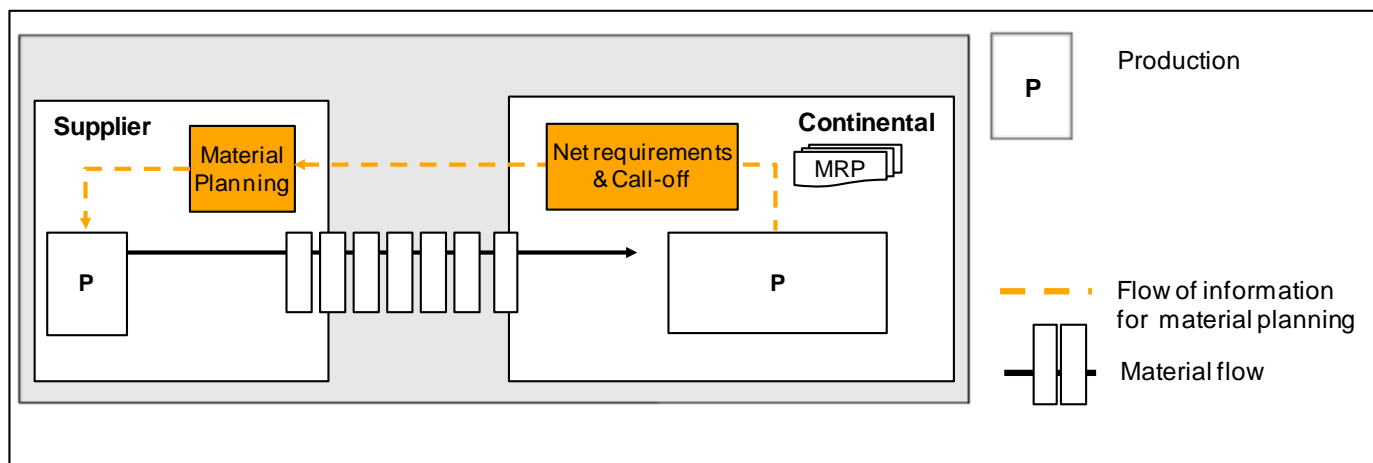 Supplier
Material
Planning
P
Net requirements
& Call-off
Continental
MRP
P
P
Production
Flow of information
for material planning
Material flow